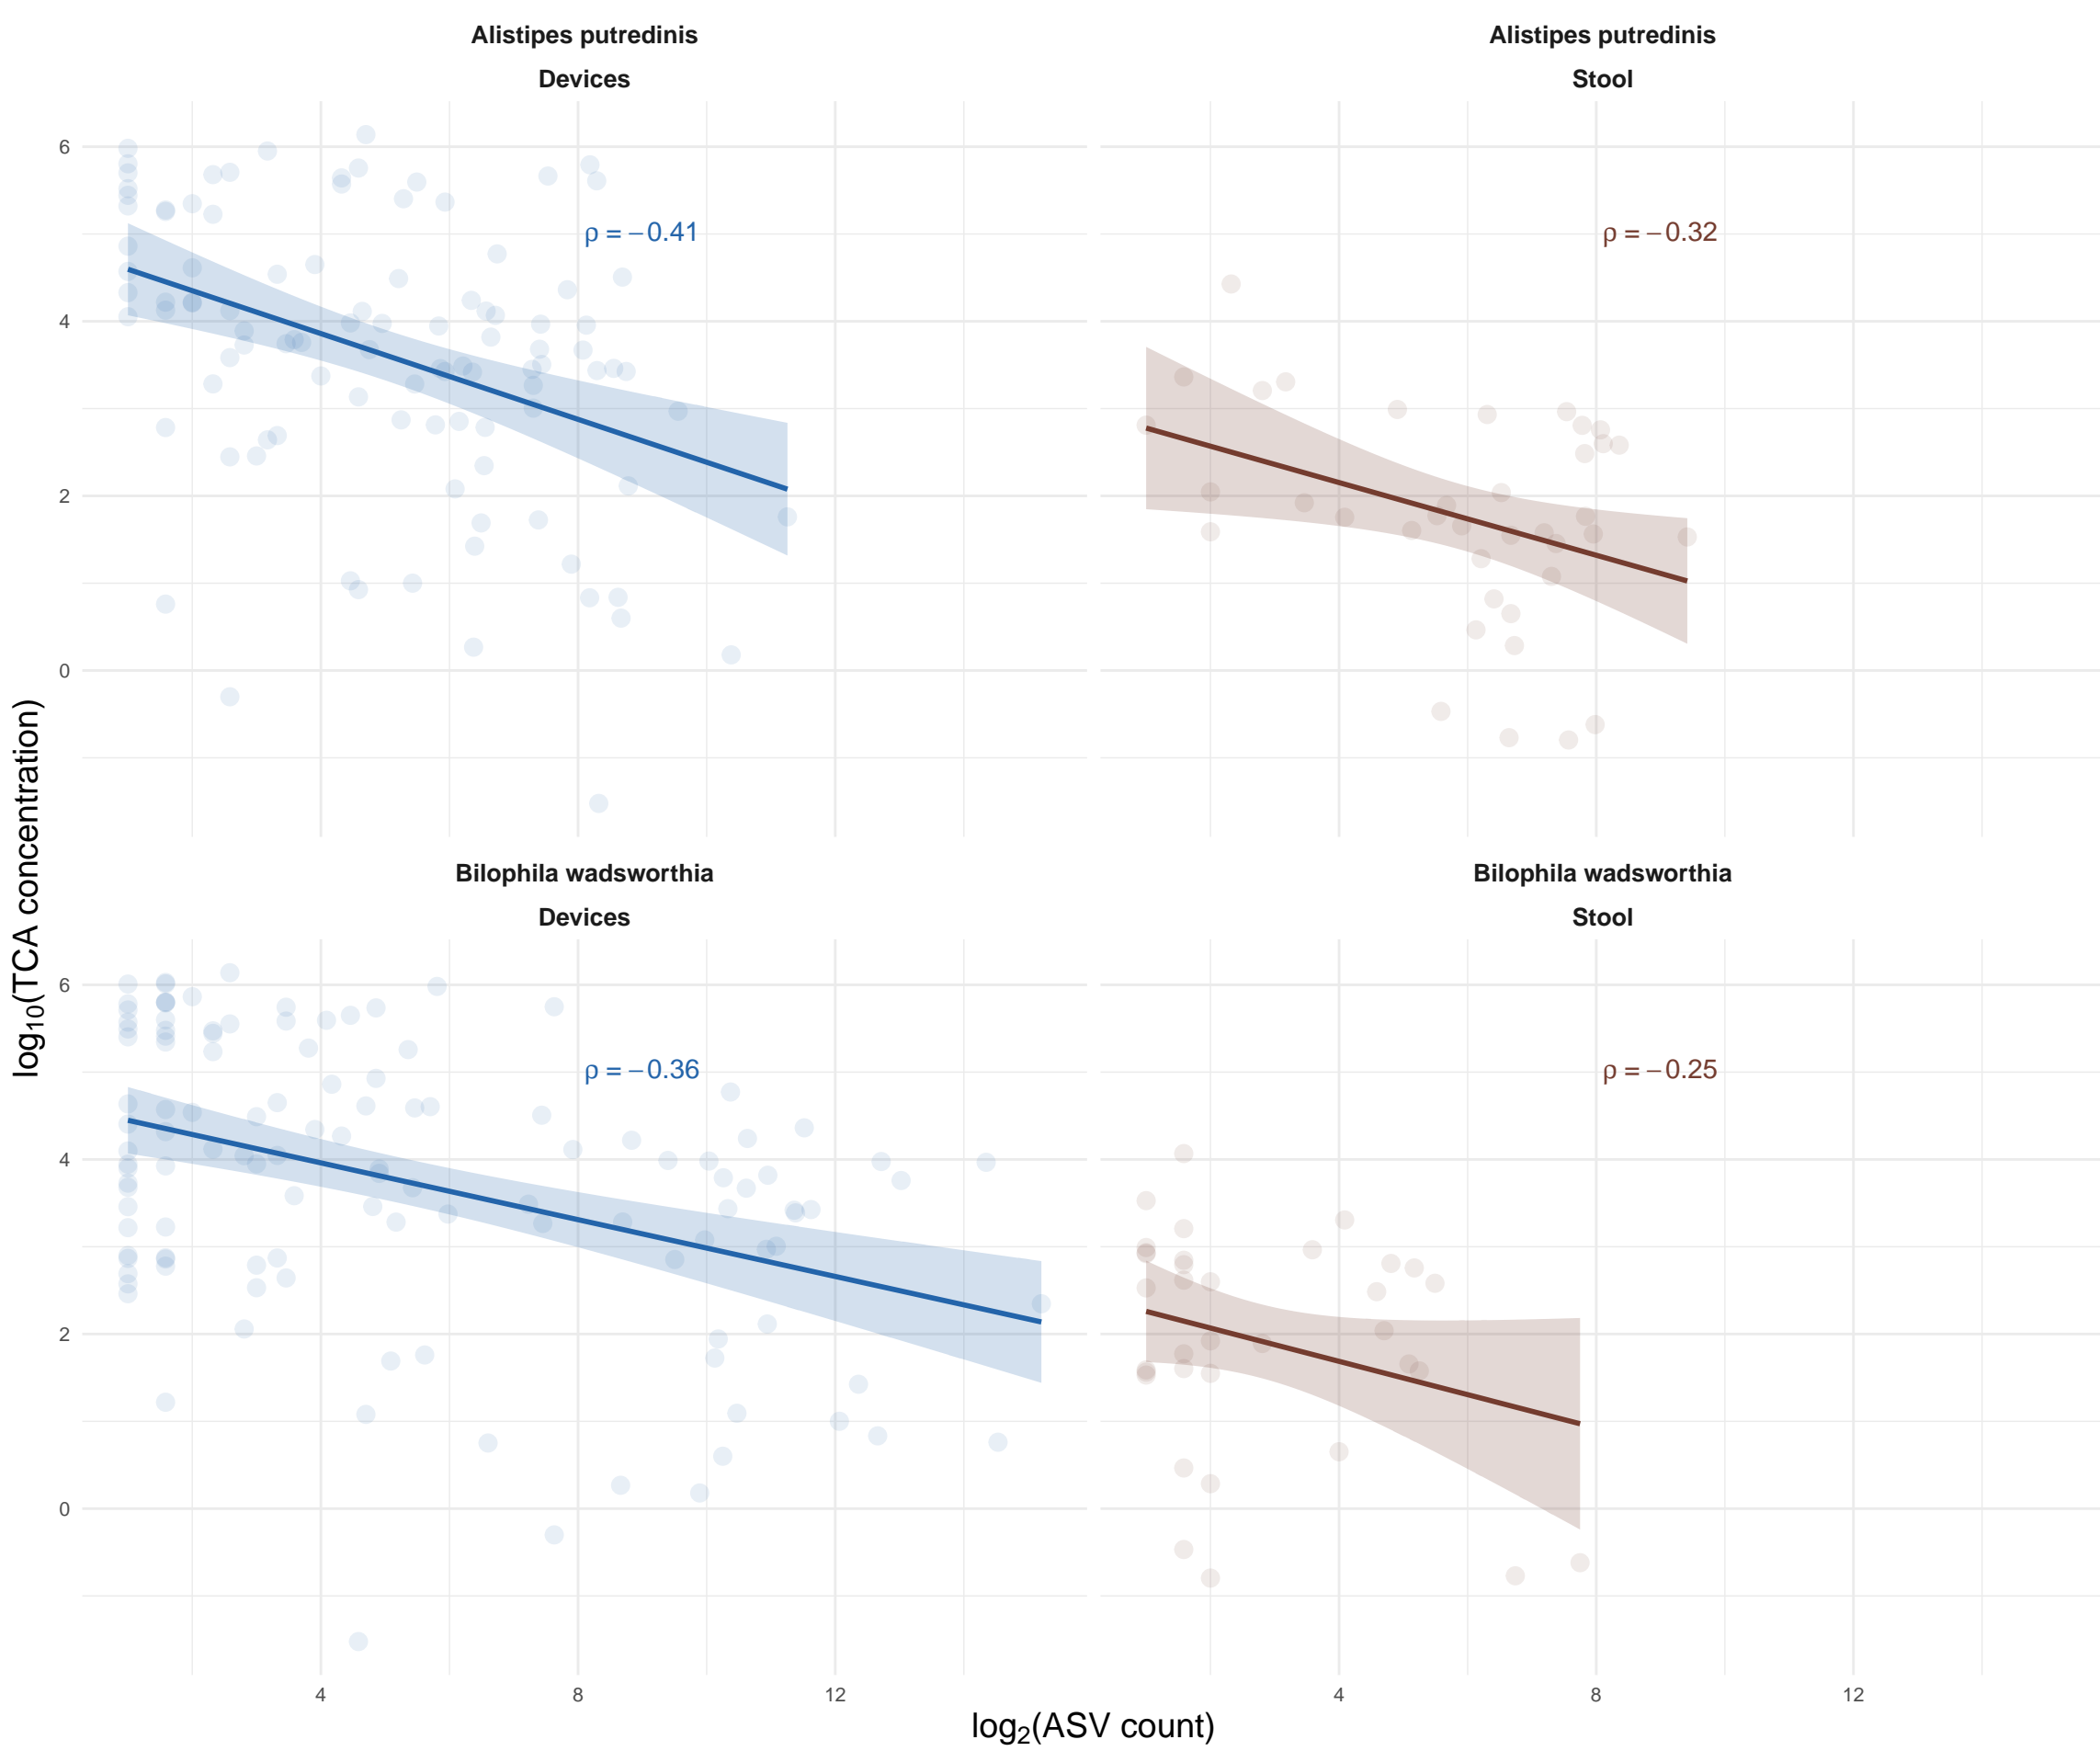 Alistipes putredinis
Devices
Alistipes putredinis
Stool
6
4
2
0
ρ = −0.41
ρ = −0.32
Bilophila wadsworthia
Devices
Bilophila wadsworthia
Stool
6
4
2
0
ρ = −0.36
ρ = −0.25
4 8 12
4 8 12
log₁₀(TCA concentration)
log₂(ASV count)